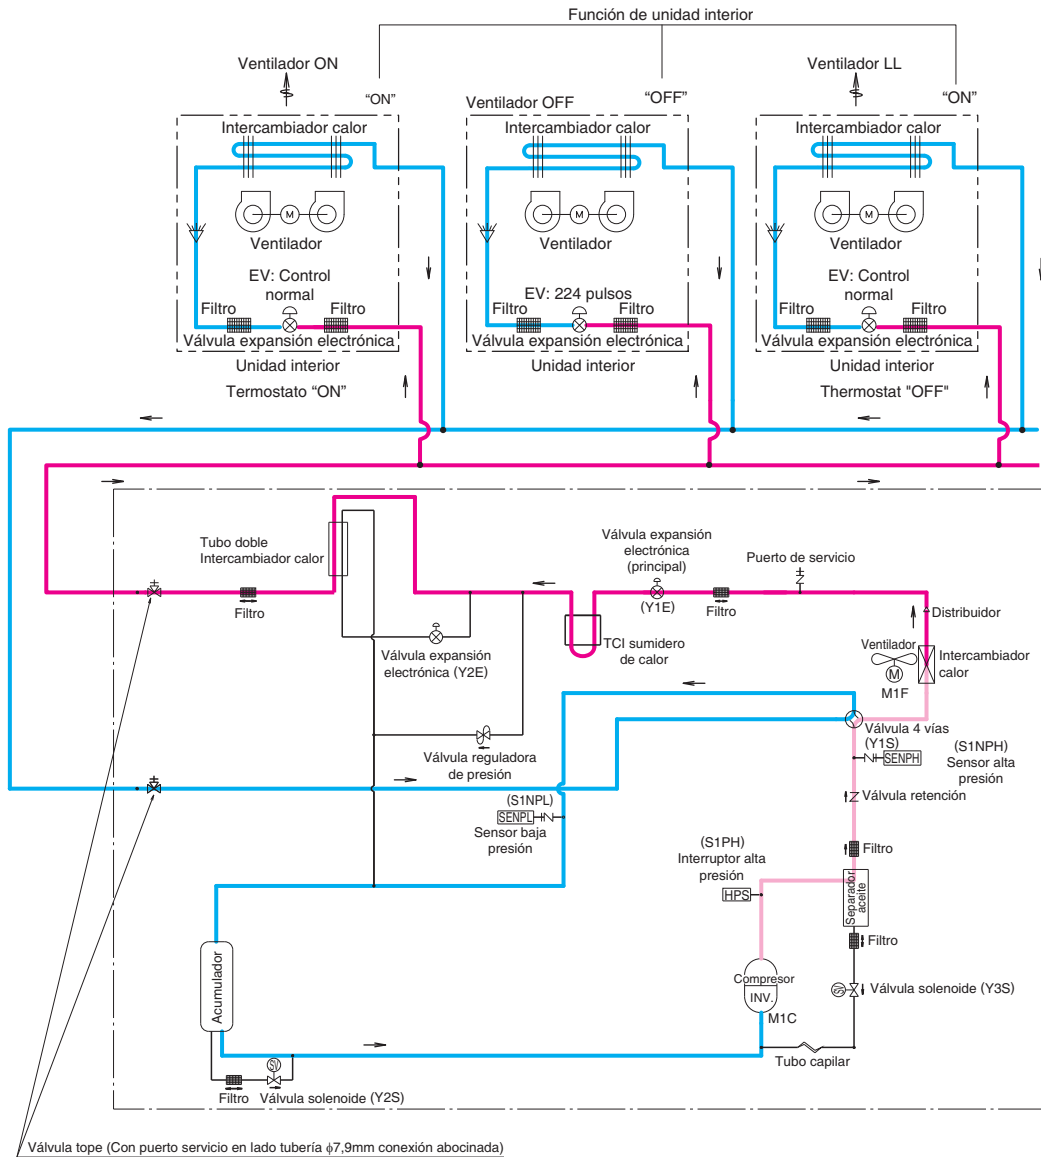 Función de unidad interior
Ventilador ON
"ON"
Ventilador OFF
"OFF"
Ventilador LL
"ON"
Intercambiador calor
Intercambiador calor
Intercambiador calor
M
M
M
Ventilador
Ventilador
Ventilador
EV: Control
normal
EV: 224 pulsos
EV: Control
normal
Filtro
Filtro
Filtro
Filtro
Filtro
Filtro
Válvula expansión electrónica
Válvula expansión electrónica
Válvula expansión electrónica
Unidad interior
Unidad interior
Unidad interior
Termostato “ON”
Thermostat "OFF"
Tubo doble
Intercambiador calor
Válvula expansión
electrónica
(principal)
(Y1E)
Puerto de servicio
Filtro
Filtro
Distribuidor
TCI sumidero
de calor
Válvula expansión
electrónica (Y2E)
Ventilador
M
M1F
Intercambiador
calor
Válvula 4 vías
(Y1S)
SENPH
(S1NPH)
Sensor alta
presión
Válvula reguladora
de presión
Válvula retención
(S1NPL)
SENPL
Sensor baja
presión
(S1PH)
Interruptor alta
presión
HPS
Filtro
Separador
aceite
Filtro
Acumulador
Compresor
INV.
M1C
SV
Válvula solenoide (Y3S)
Tubo capilar
SV
Filtro
Válvula solenoide (Y2S)
Válvula tope (Con puerto servicio en lado tubería ϕ7,9mm conexión abocinada)